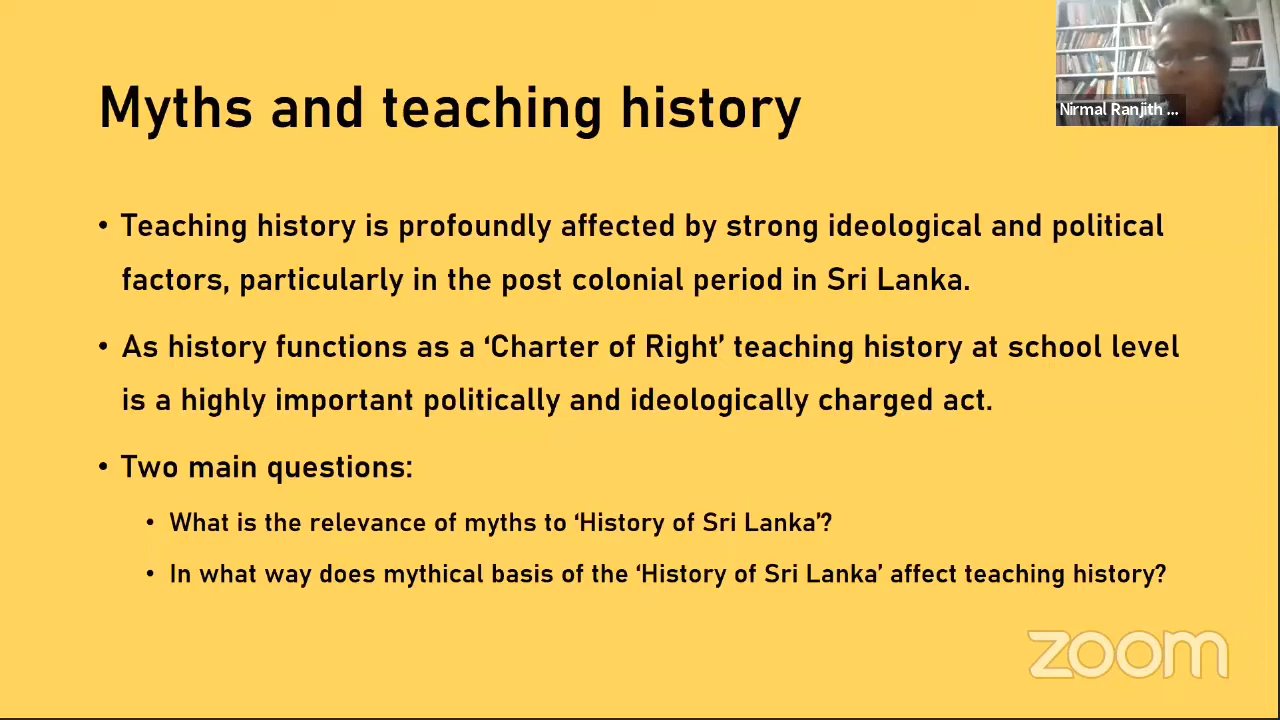 Myths and teaching history
Nirmal Ranjith ...
• Teaching history is profoundly affected by strong ideological and political
factors, particularly in the post colonial period in Sri Lanka.
• As history functions as a ‘Charter of Right’ teaching history at school level
is a highly important politically and ideologically charged act.
• Two main questions:
• What is the relevance of myths to ‘History of Sri Lanka’?
• In what way does mythical basis of the ‘History of Sri Lanka’ affect teaching history?
zoom